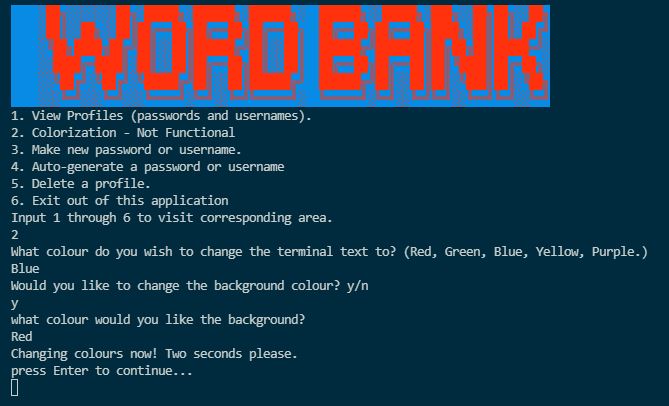 WORD BANK
1. View Profiles (passwords and usernames).
2. Colorization - Not Functional
3. Make new password or username.
4. Auto-generate a password or username
5. Delete a profile.
6. Exit out of this application
Input 1 through 6 to visit corresponding area.
2
What colour do you wish to change the terminal text to? (Red, Green, Blue, Yellow, Purple.)
Blue
Would you like to change the background colour? y/n
y
what colour would you like the background?
Red
Changing colours now! Two seconds please.
press Enter to continue...